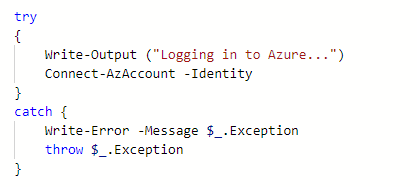 try
{
    Write-Output ("Logging in to Azure...")
    Connect-AzAccount -Identity
}
catch {
    Write-Error -Message $_.Exception
    throw $_.Exception
}